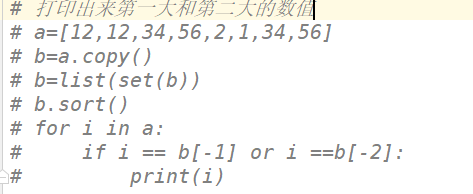 # 打印出来第一大和第二大的数值
# a=[12,12,34,56,2,1,34,56]
# b=a.copy()
# b=list(set(b))
# b.sort()
# for i in a:
#     if i == b[-1] or i ==b[-2]:
#         print(i)